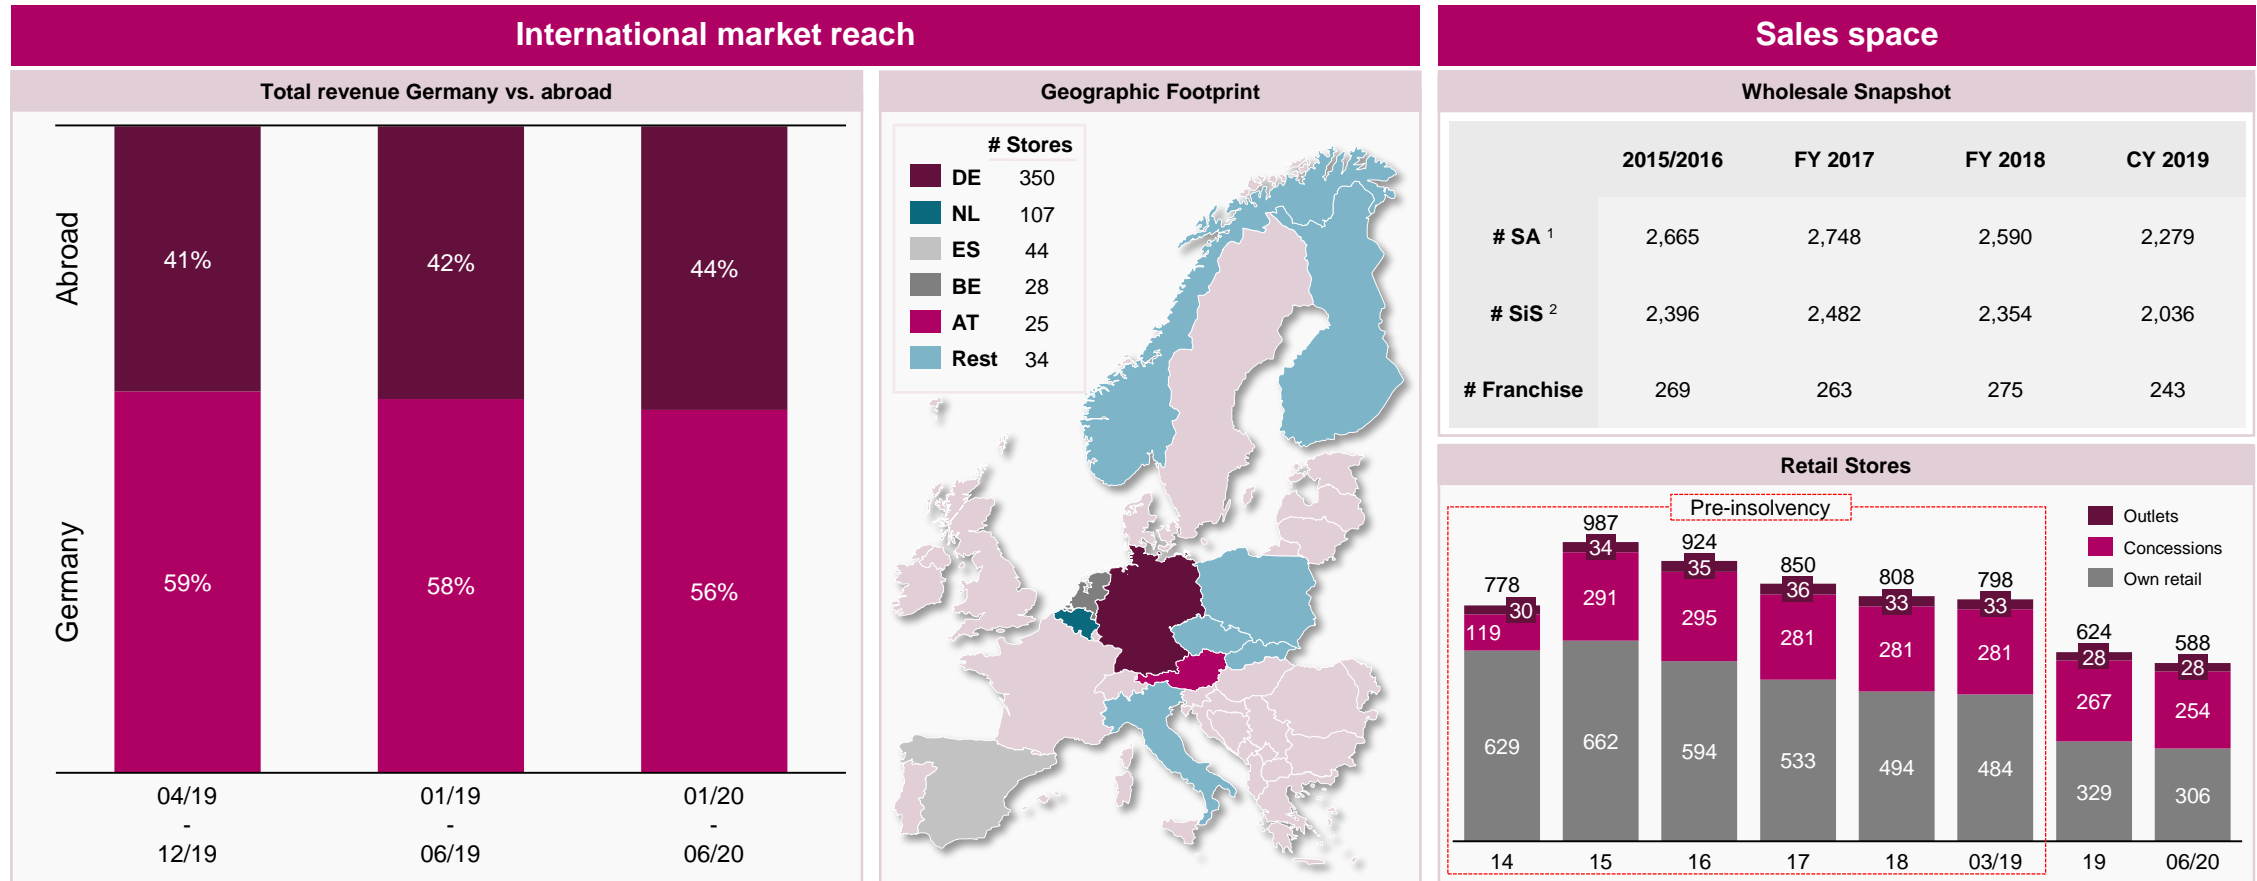 International market reach
Total revenue Germany vs. abroad
Abroad
Germany
41%
42%
44%
59%
58%
56%
04/19
-
12/19
01/19
-
06/19
01/20
-
06/20
Geographic Footprint
# Stores
DE 350
NL 107
ES 44
BE 28
AT 25
Rest 34
Sales space
Wholesale Snapshot
2015/2016 FY 2017 FY 2018 CY 2019
# SA 1 2,665 2,748 2,590 2,279
# SiS 2 2,396 2,482 2,354 2,036
# Franchise 269 263 275 243
Retail Stores
Pre-insolvency
Outlets
Concessions
Own retail
778 987 924 850 808 798 624 588
30 34 35 36 33 33 28 28
119 291 295 281 281 281 267 254
629 662 594 533 494 484 329 306
14 15 16 17 18 03/19 19 06/20